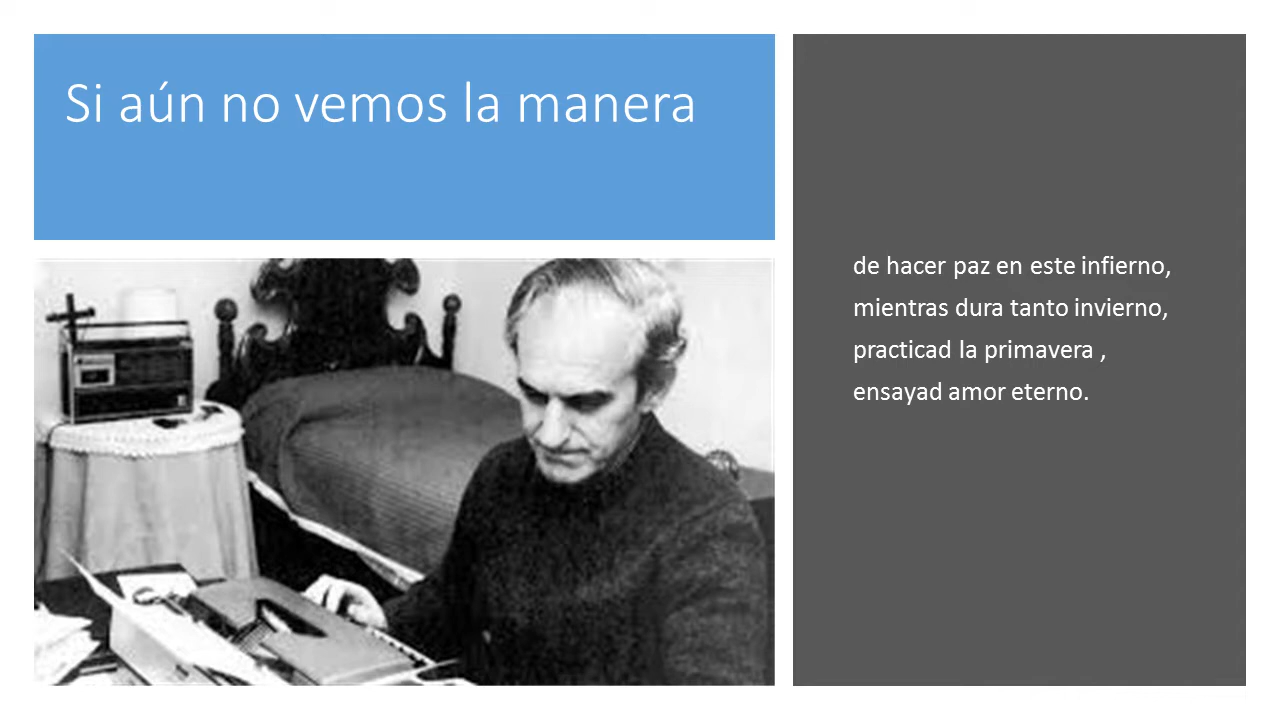 Si aún no vemos la manera
de hacer paz en este infierno,
mientras dura tanto invierno,
practicad la primavera ,
ensayad amor eterno.